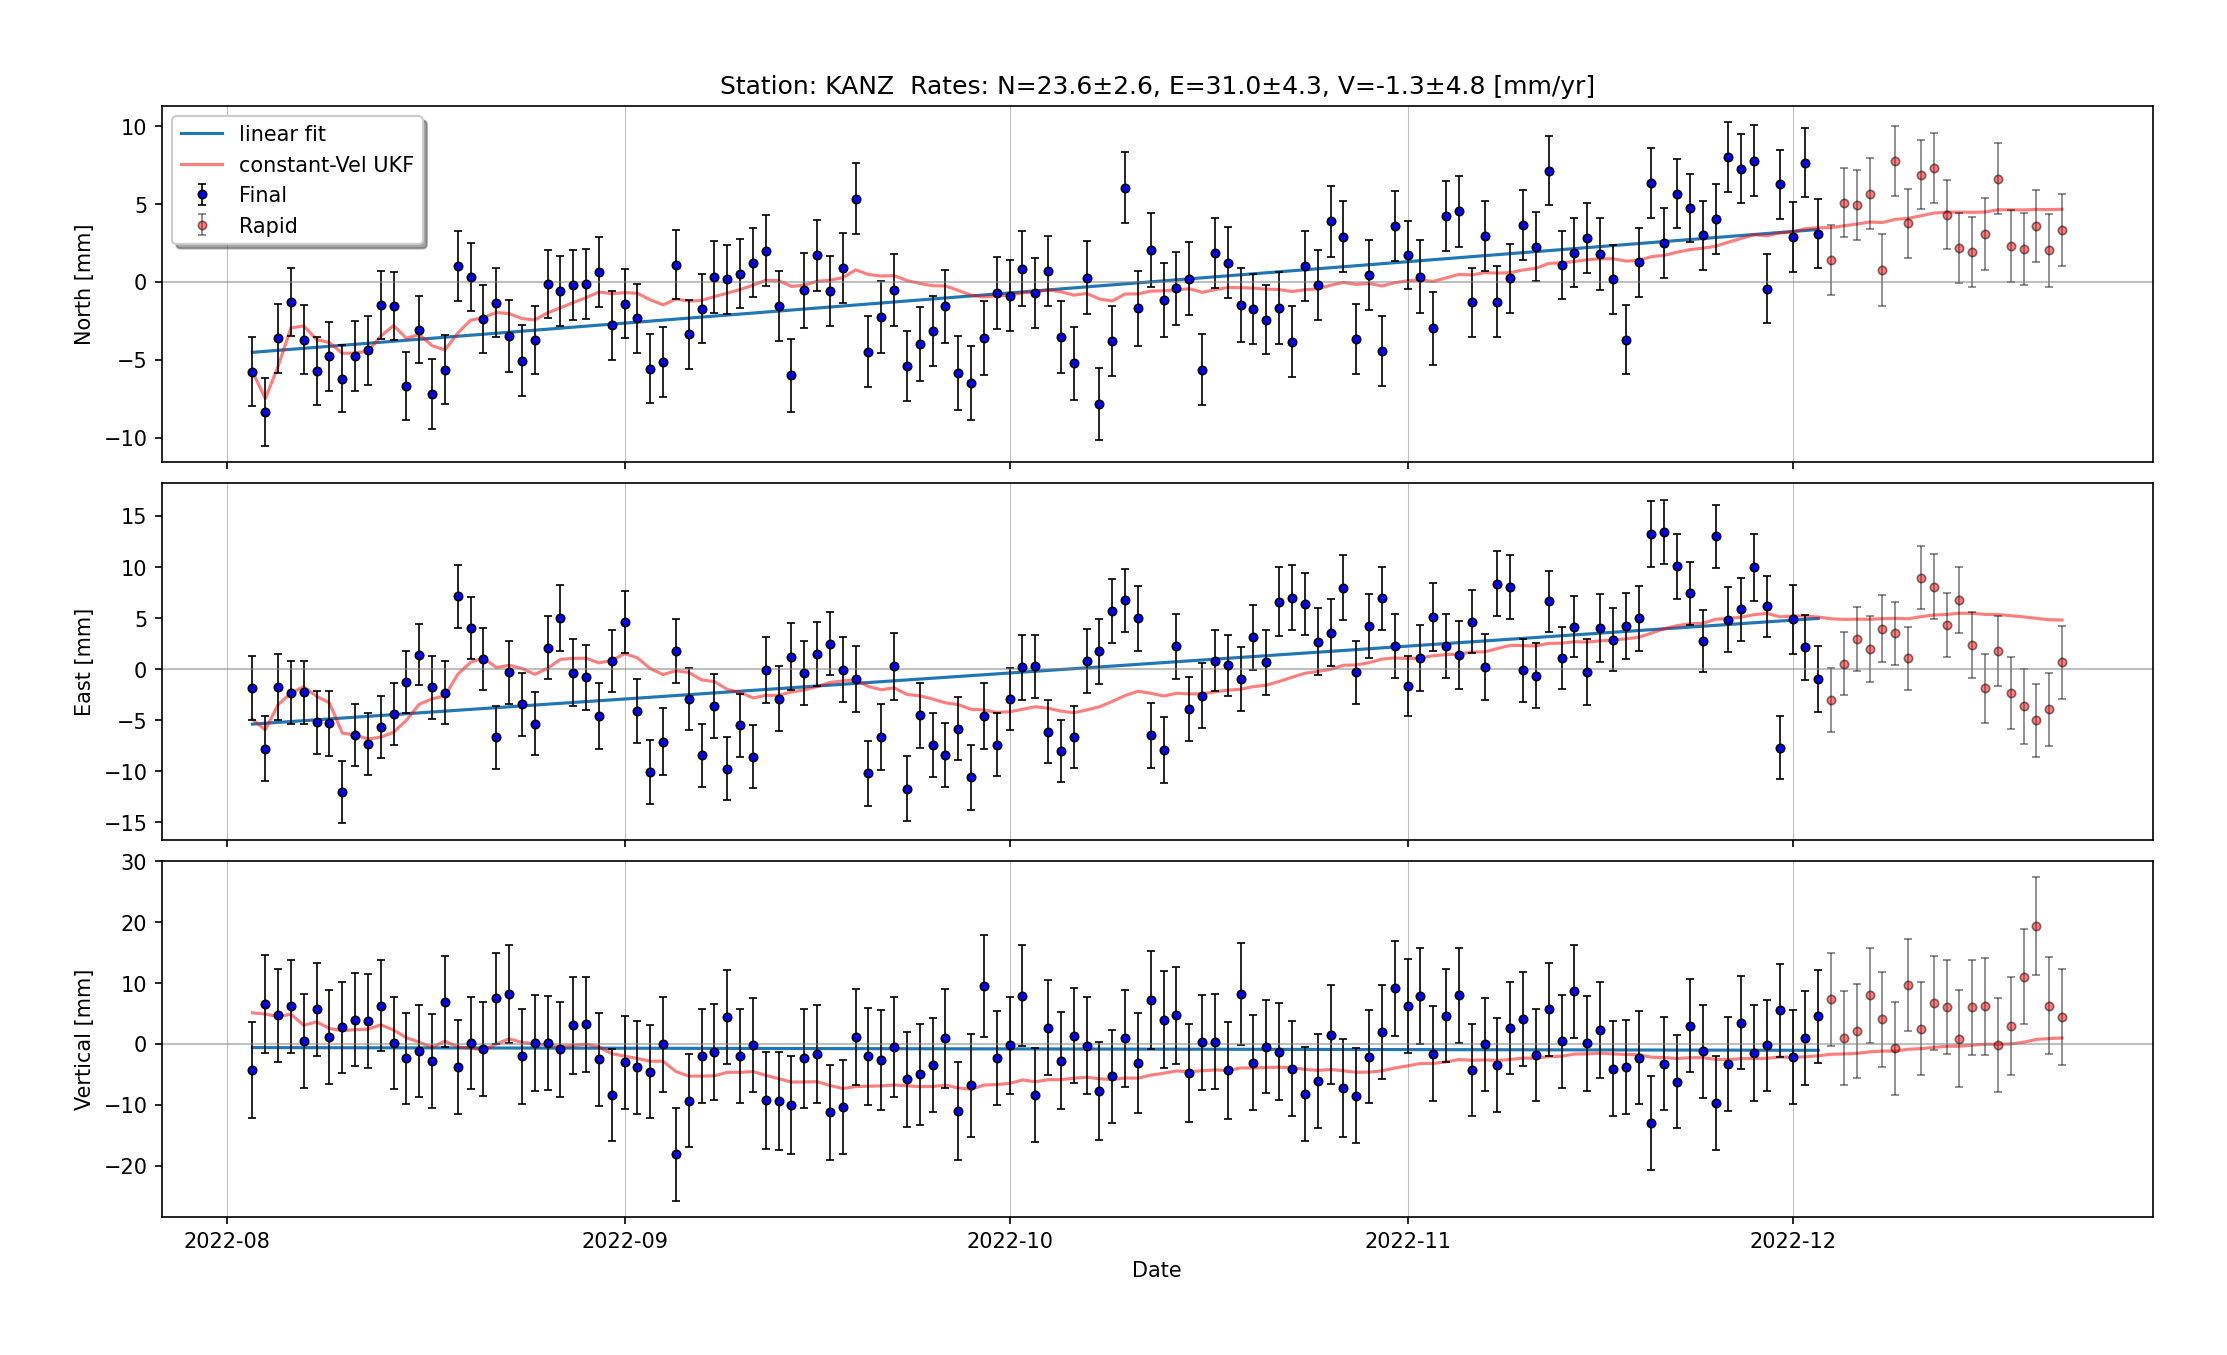 Station: KANZ  Rates: N=23.6±2.6, E=31.0±4.3, V=-1.3±4.8 [mm/yr]
linear fit
constant-Vel UKF
Final
Rapid
North [mm]
10
5
0
−5
−10
East [mm]
15
10
5
0
−5
−10
−15
Vertical [mm]
30
20
10
0
−10
−20
2022-08 2022-09 2022-10 2022-11 2022-12
Date